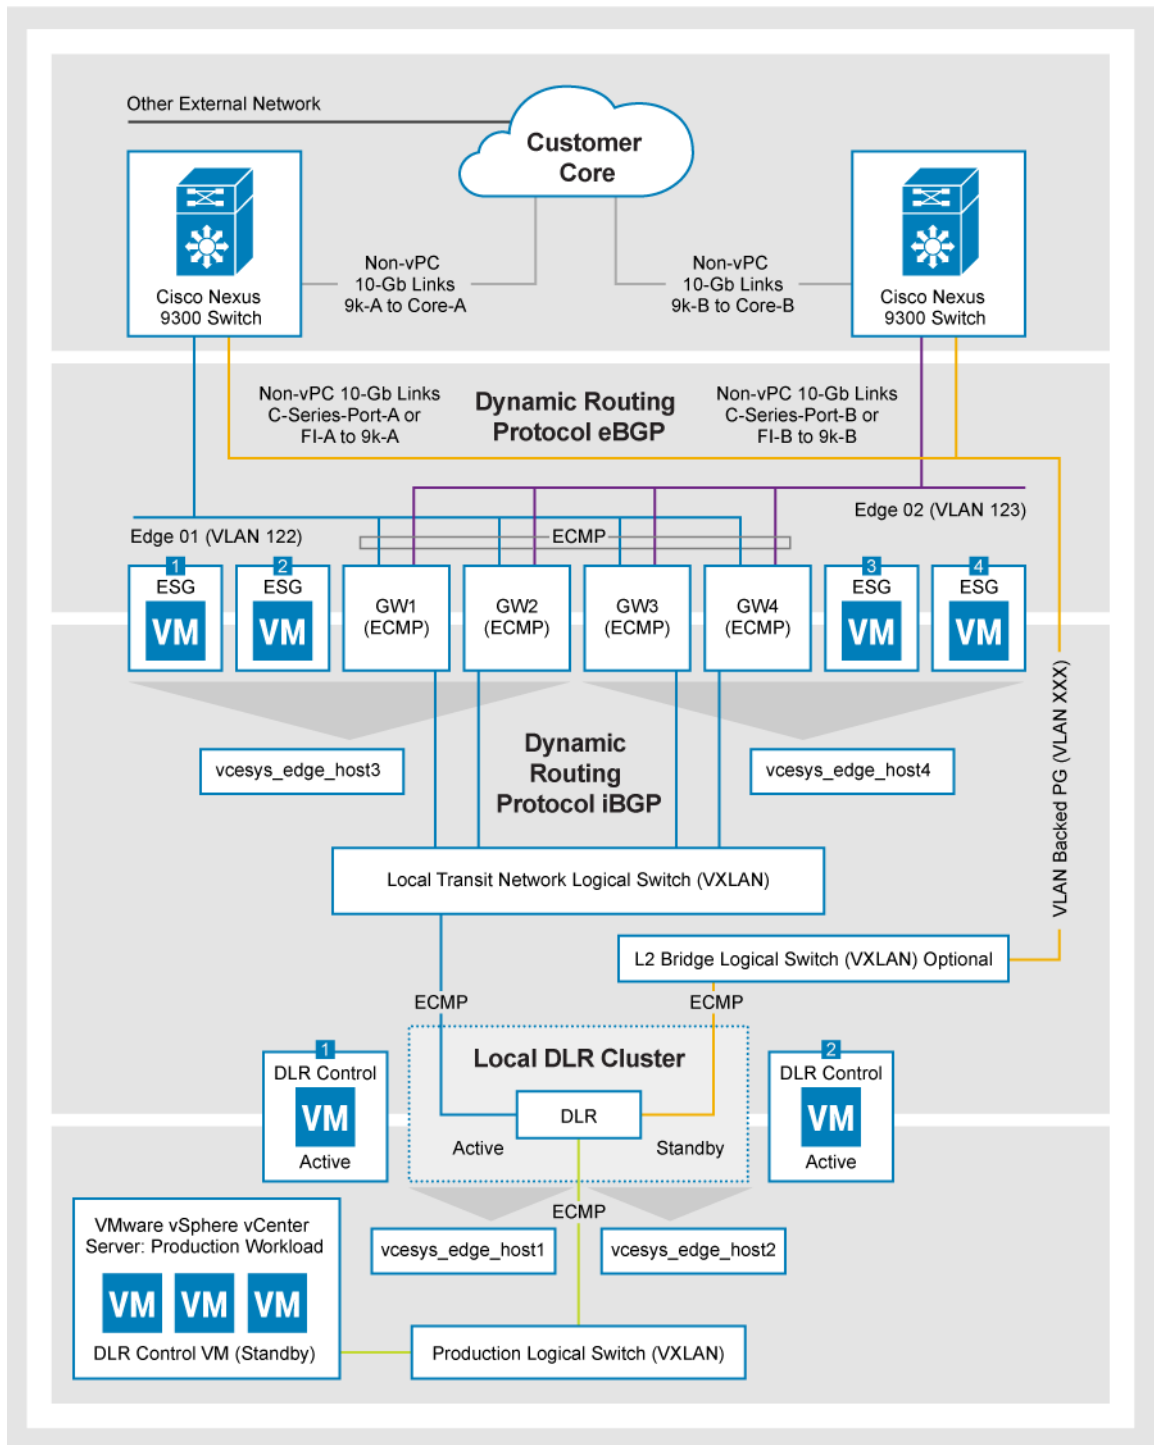 Other External Network
Customer
Core
Cisco Nexus
9300 Switch
Non-vPC
10-Gb Links
9k-A to Core-A
Non-vPC
10-Gb Links
9k-B to Core-B
Cisco Nexus
9300 Switch
Non-vPC 10-Gb Links
C-Series-Port-A or
FI-A to 9k-A
Dynamic Routing
Protocol eBGP
Non-vPC 10-Gb Links
C-Series-Port-B or
FI-B to 9k-B
Edge 01 (VLAN 122)
ECMP
Edge 02 (VLAN 123)
1
ESG
VM
2
ESG
VM
GW1
(ECMP)
GW2
(ECMP)
GW3
(ECMP)
GW4
(ECMP)
3
ESG
VM
4
ESG
VM
vcesys_edge_host3
Dynamic
Routing
Protocol iBGP
vcesys_edge_host4
VLAN Backed PG (VLAN XXX)
Local Transit Network Logical Switch (VXLAN)
L2 Bridge Logical Switch (VXLAN) Optional
ECMP
ECMP
1
DLR Control
VM
Active
Local DLR Cluster
DLR
Active
Standby
2
DLR Control
VM
Active
ECMP
vcesys_edge_host1
vcesys_edge_host2
VMware vSphere vCenter
Server: Production Workload
VM VM VM
DLR Control VM (Standby)
Production Logical Switch (VXLAN)